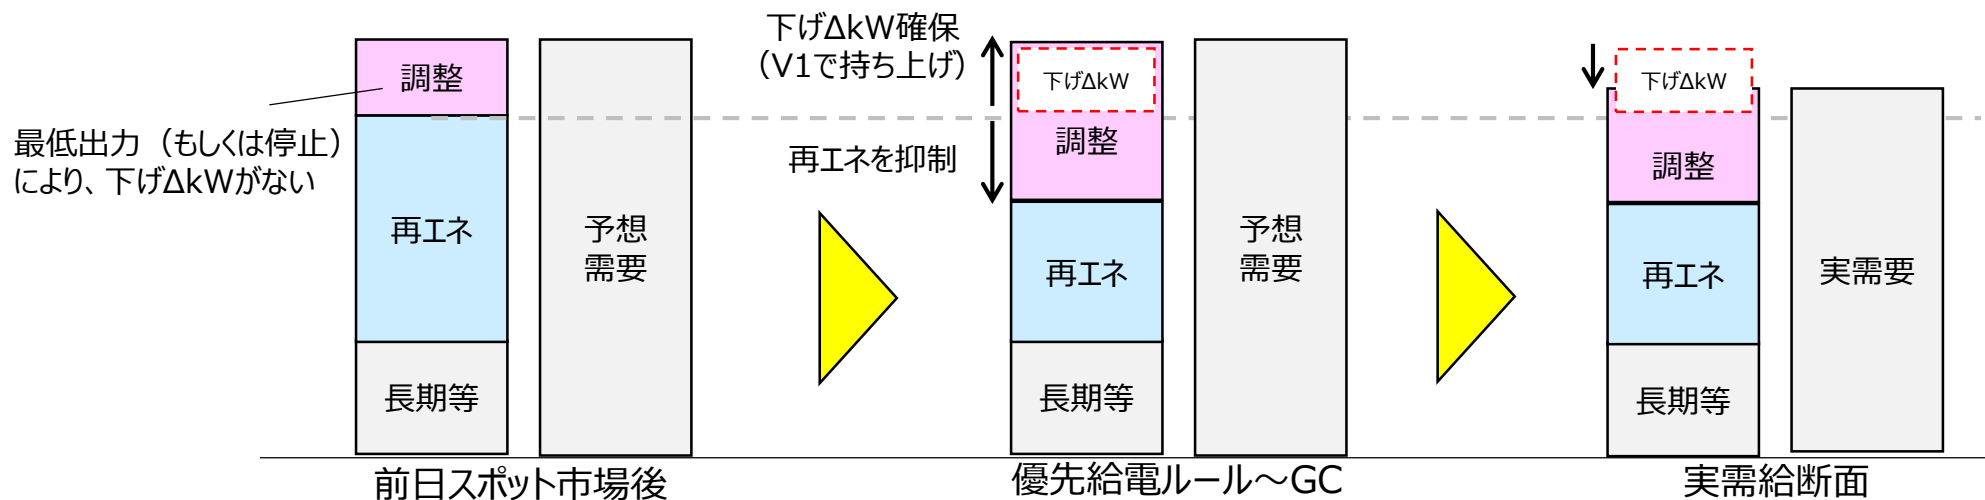 調整
最低出力（もしくは停止）
により、下げΔkWがない
再エネ
長期等
予想
需要
前日スポット市場後
下げΔkW確保
（V1で持ち上げ）
再エネを抑制
下げΔkW
調整
再エネ
長期等
予想
需要
優先給電ルール～GC
下げΔkW
調整
再エネ
長期等
実需要
実需給断面